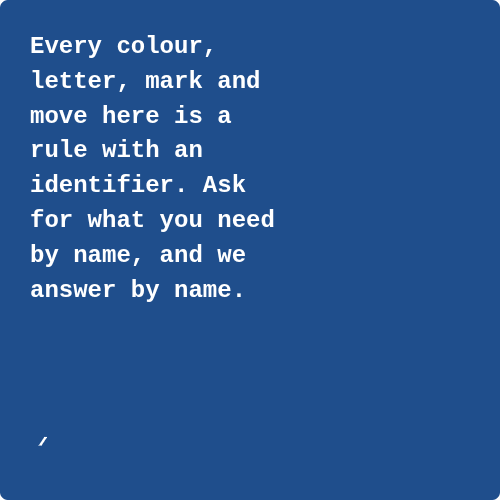 Every colour,
letter, mark and
move here is a
rule with an
identifier. Ask
for what you need
by name, and we
answer by name.